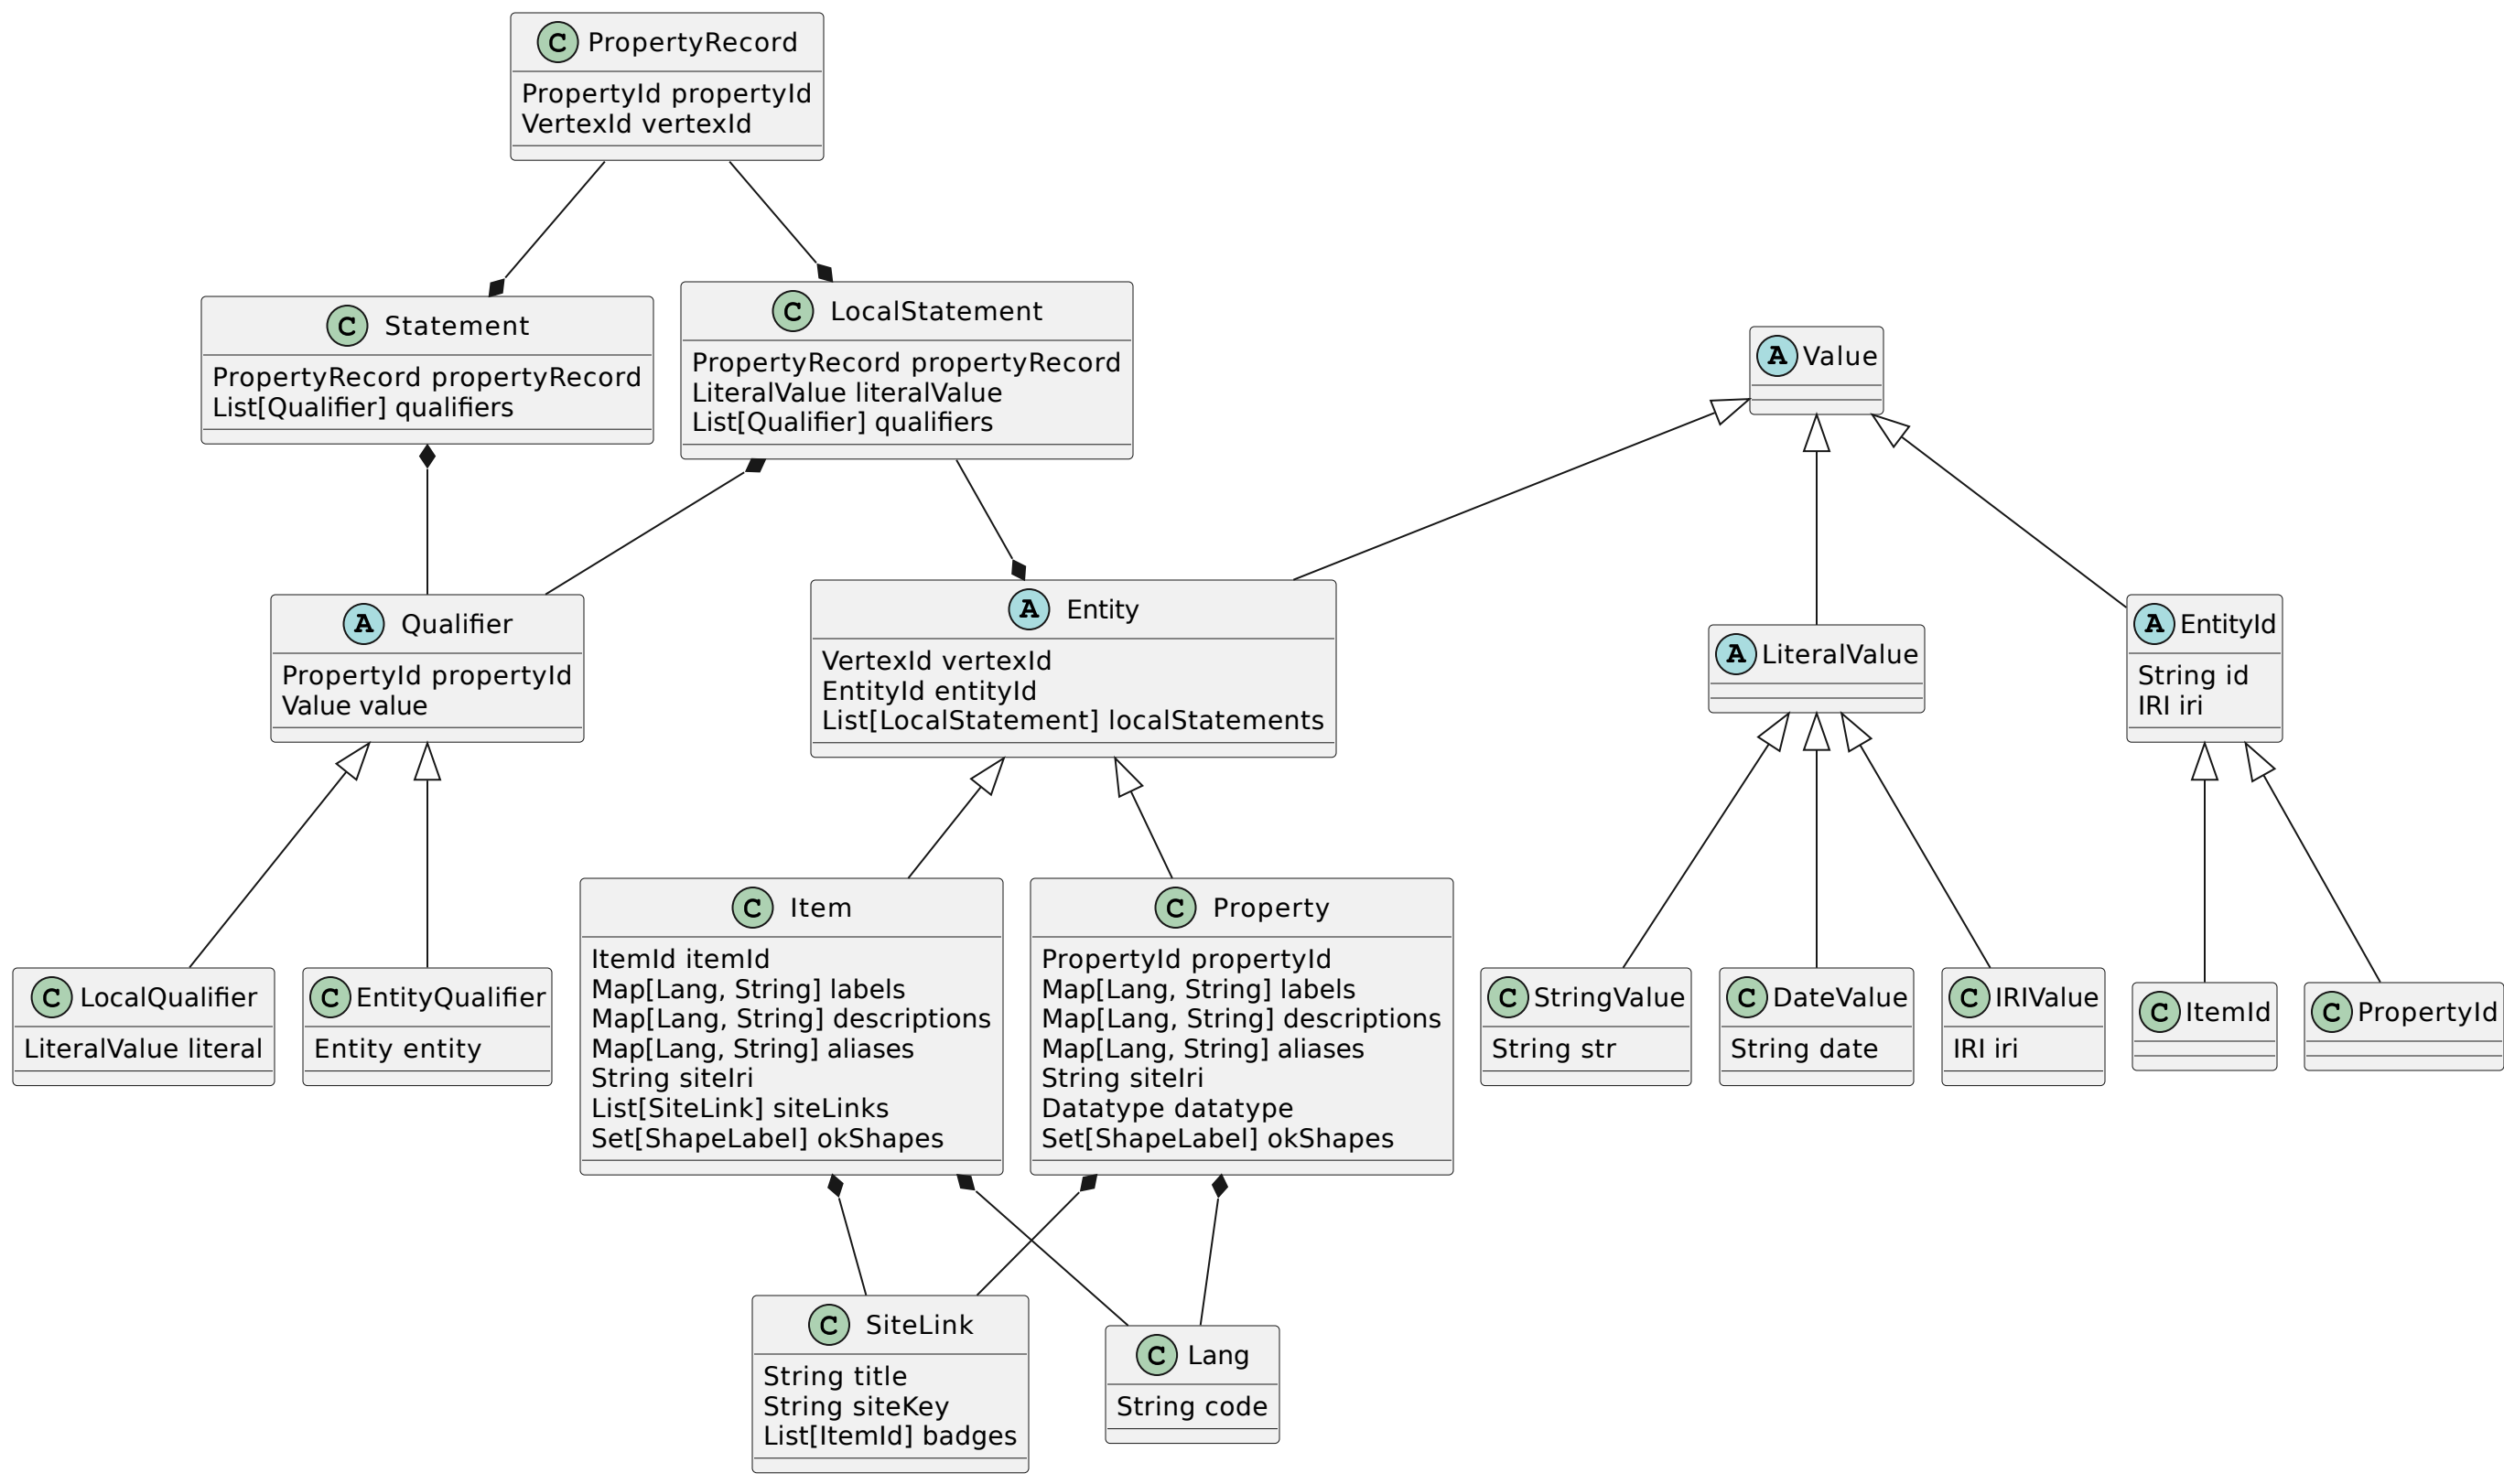 C PropertyRecord
PropertyId propertyId
VertexId vertexId
C Statement
PropertyRecord propertyRecord
List[Qualifier] qualifiers
C LocalStatement
PropertyRecord propertyRecord
LiteralValue literalValue
List[Qualifier] qualifiers
A Value
A Qualifier
PropertyId propertyId
Value value
A Entity
VertexId vertexId
EntityId entityId
List[LocalStatement] localStatements
A LiteralValue
A EntityId
String id
IRI iri
C LocalQualifier
LiteralValue literal
C EntityQualifier
Entity entity
C Item
ItemId itemId
Map[Lang, String] labels
Map[Lang, String] descriptions
Map[Lang, String] aliases
String siteIri
List[SiteLink] siteLinks
Set[ShapeLabel] okShapes
C Property
PropertyId propertyId
Map[Lang, String] labels
Map[Lang, String] descriptions
Map[Lang, String] aliases
String siteIri
Datatype datatype
Set[ShapeLabel] okShapes
C StringValue
String str
C DateValue
String date
C IRIValue
IRI iri
C ItemId
C PropertyId
C SiteLink
String title
String siteKey
List[ItemId] badges
C Lang
String code